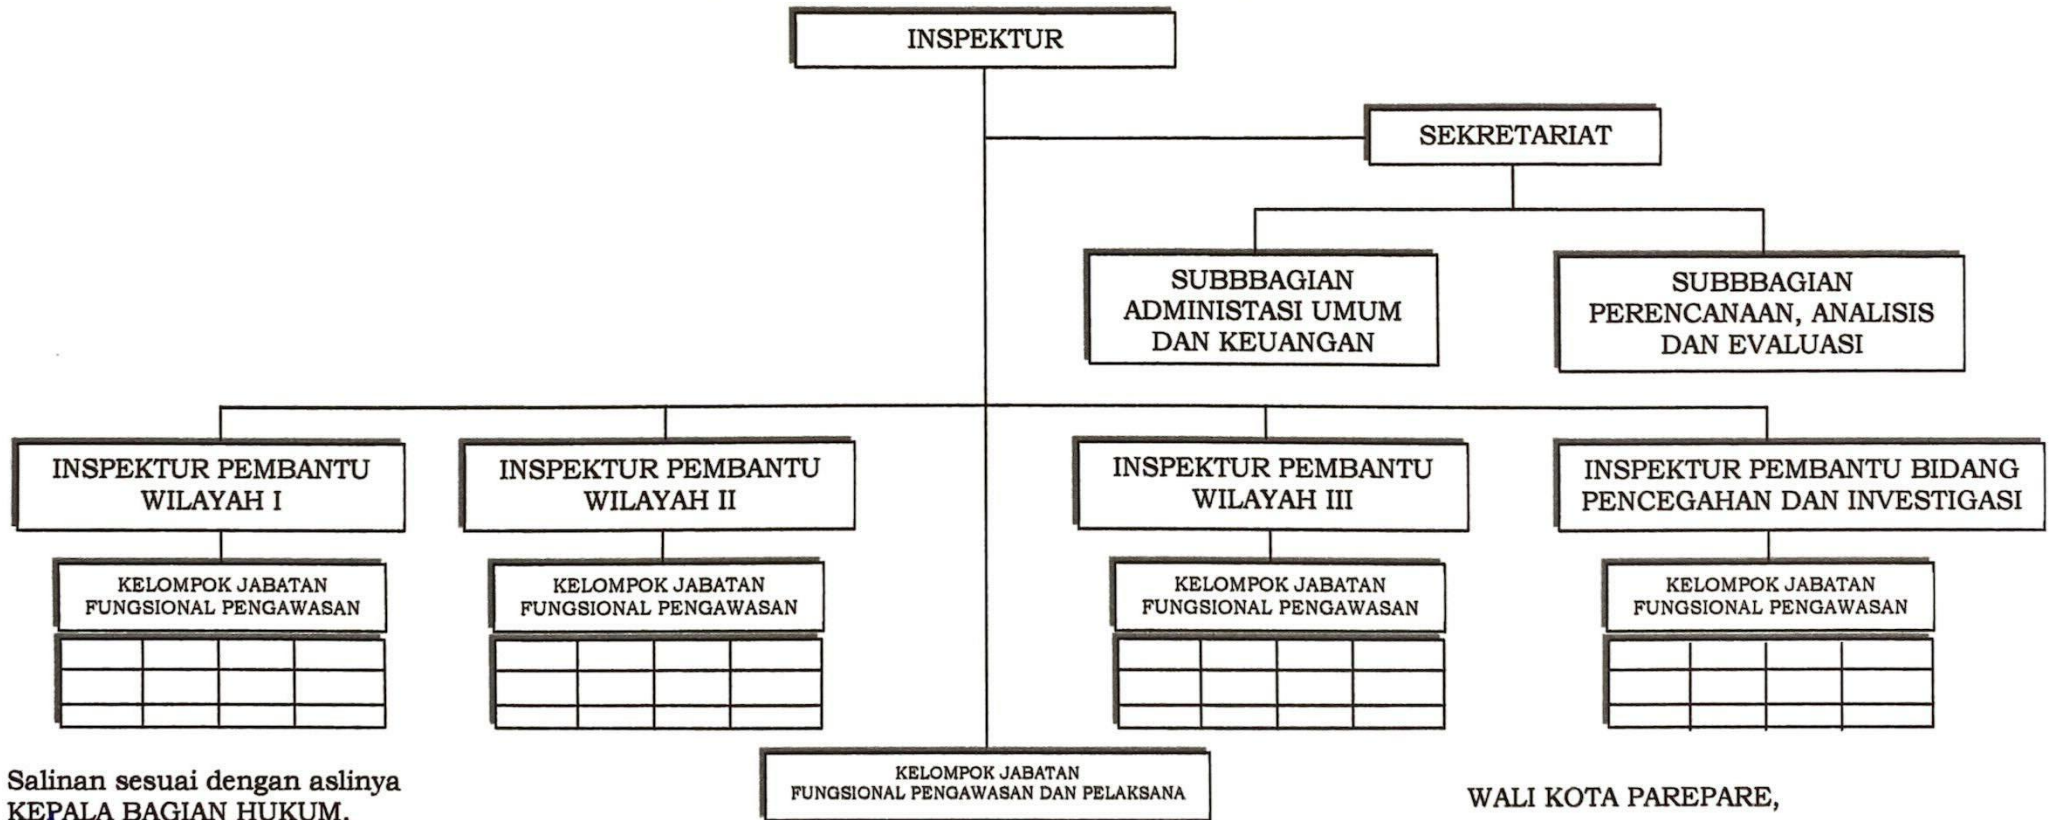 INSPEKTUR
SEKRETARIAT
SUBBBAGIAN
ADMINISTASI UMUM
DAN KEUANGAN
SUBBBAGIAN
PERENCANAAN, ANALISIS
DAN EVALUASI
INSPEKTUR PEMBANTU
WILAYAH I
INSPEKTUR PEMBANTU
WILAYAH II
INSPEKTUR PEMBANTU
WILAYAH III
INSPEKTUR PEMBANTU BIDANG
PENCEGAHAN DAN INVESTIGASI
KELOMPOK JABATAN
FUNGSIONAL PENGAWASAN
KELOMPOK JABATAN
FUNGSIONAL PENGAWASAN
KELOMPOK JABATAN
FUNGSIONAL PENGAWASAN
KELOMPOK JABATAN
FUNGSIONAL PENGAWASAN
KELOMPOK JABATAN
FUNGSIONAL PENGAWASAN DAN PELAKSANA
Salinan sesuai dengan aslinya
KEPALA BAGIAN HUKUM,
WALI KOTA PAREPARE,